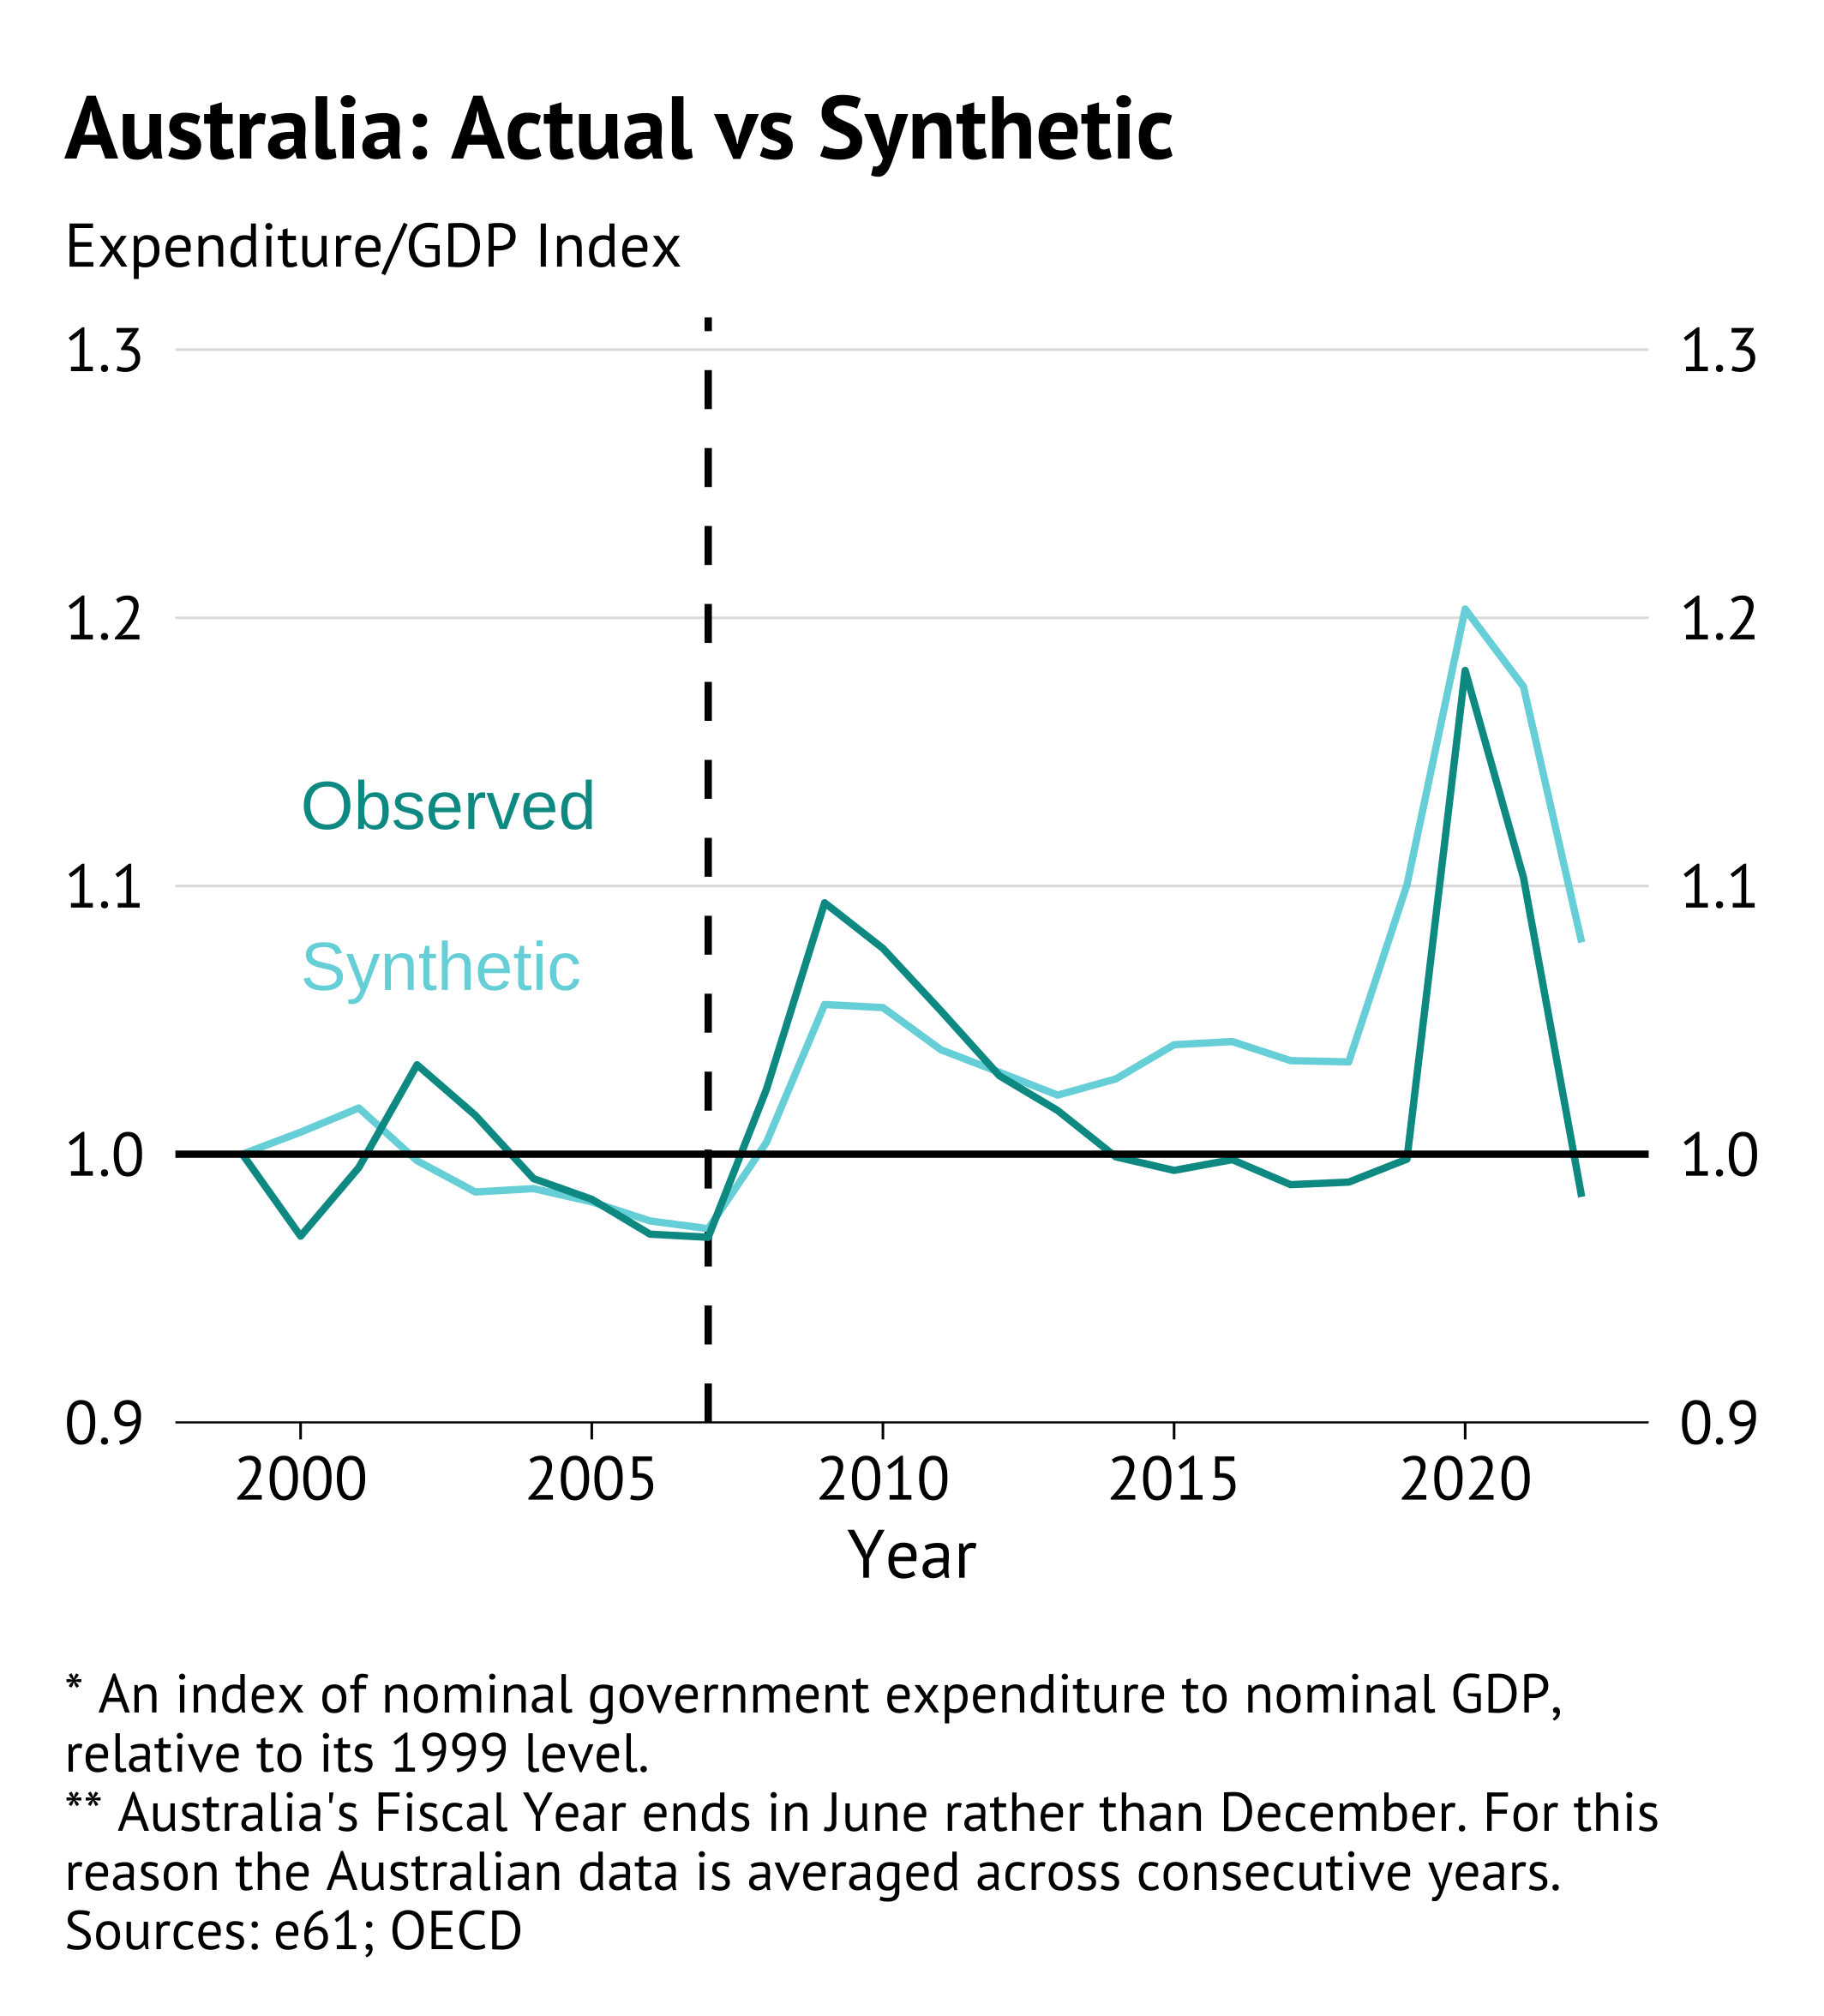 Australia: Actual vs Synthetic
Expenditure/GDP Index
1.3 1.3
1.2 1.2
Observed
1.1 1.1
Synthetic
1.0 1.0
0.9 0.9
2000 2005 2010 2015 2020
Year
* An index of nominal government expenditure to nominal GDP,
relative to its 1999 level.
** Australia's Fiscal Year ends in June rather than December. For this
reason the Australian data is averaged across consecutive years.
Sources: e61; OECD